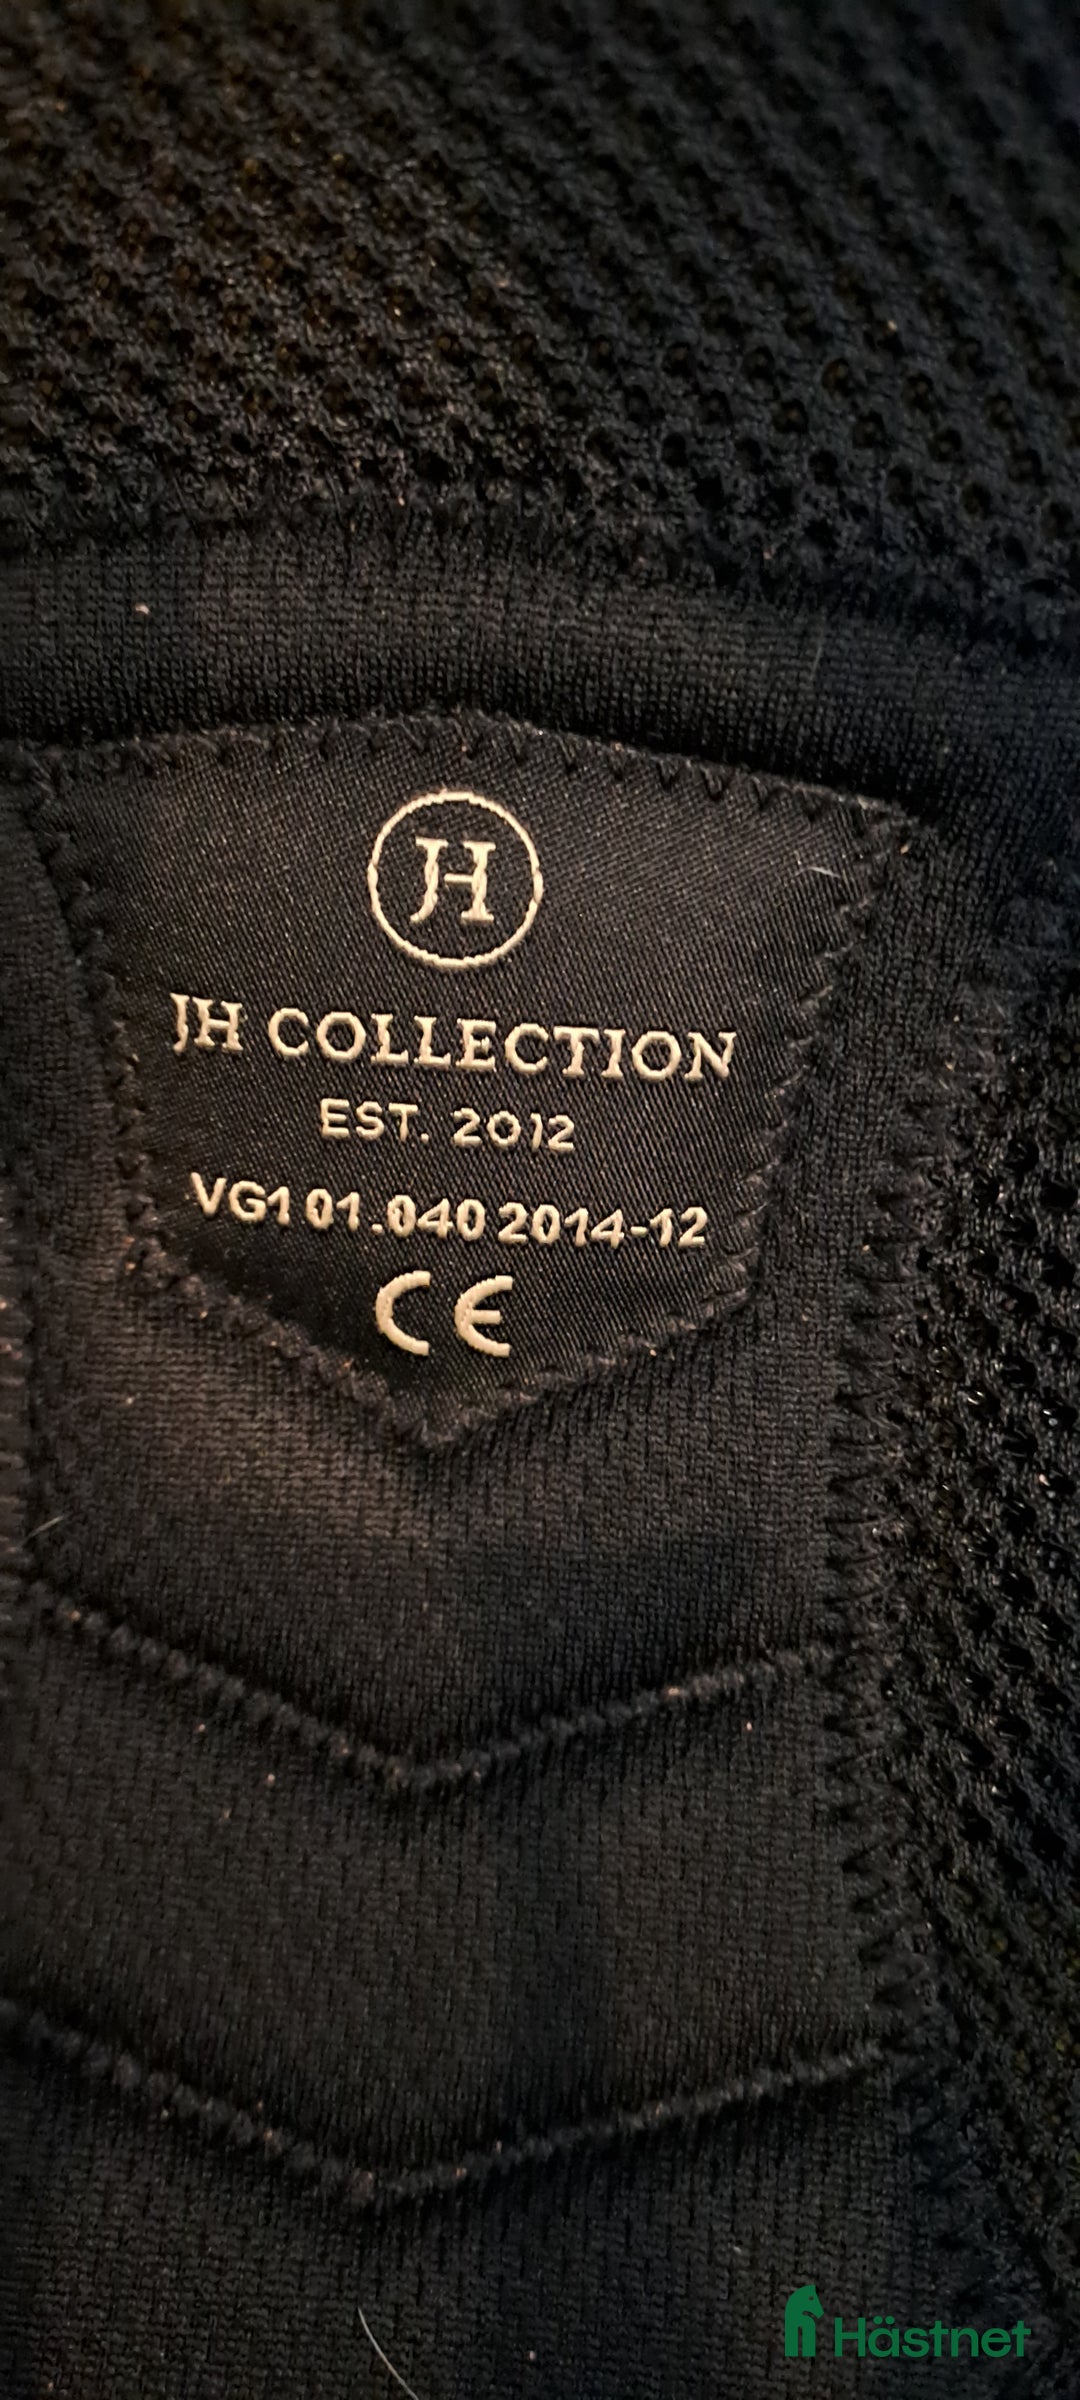 JH
JH COLLECTION
EST. 2012
VG1 01.040 2014-12
CE
Hästnet